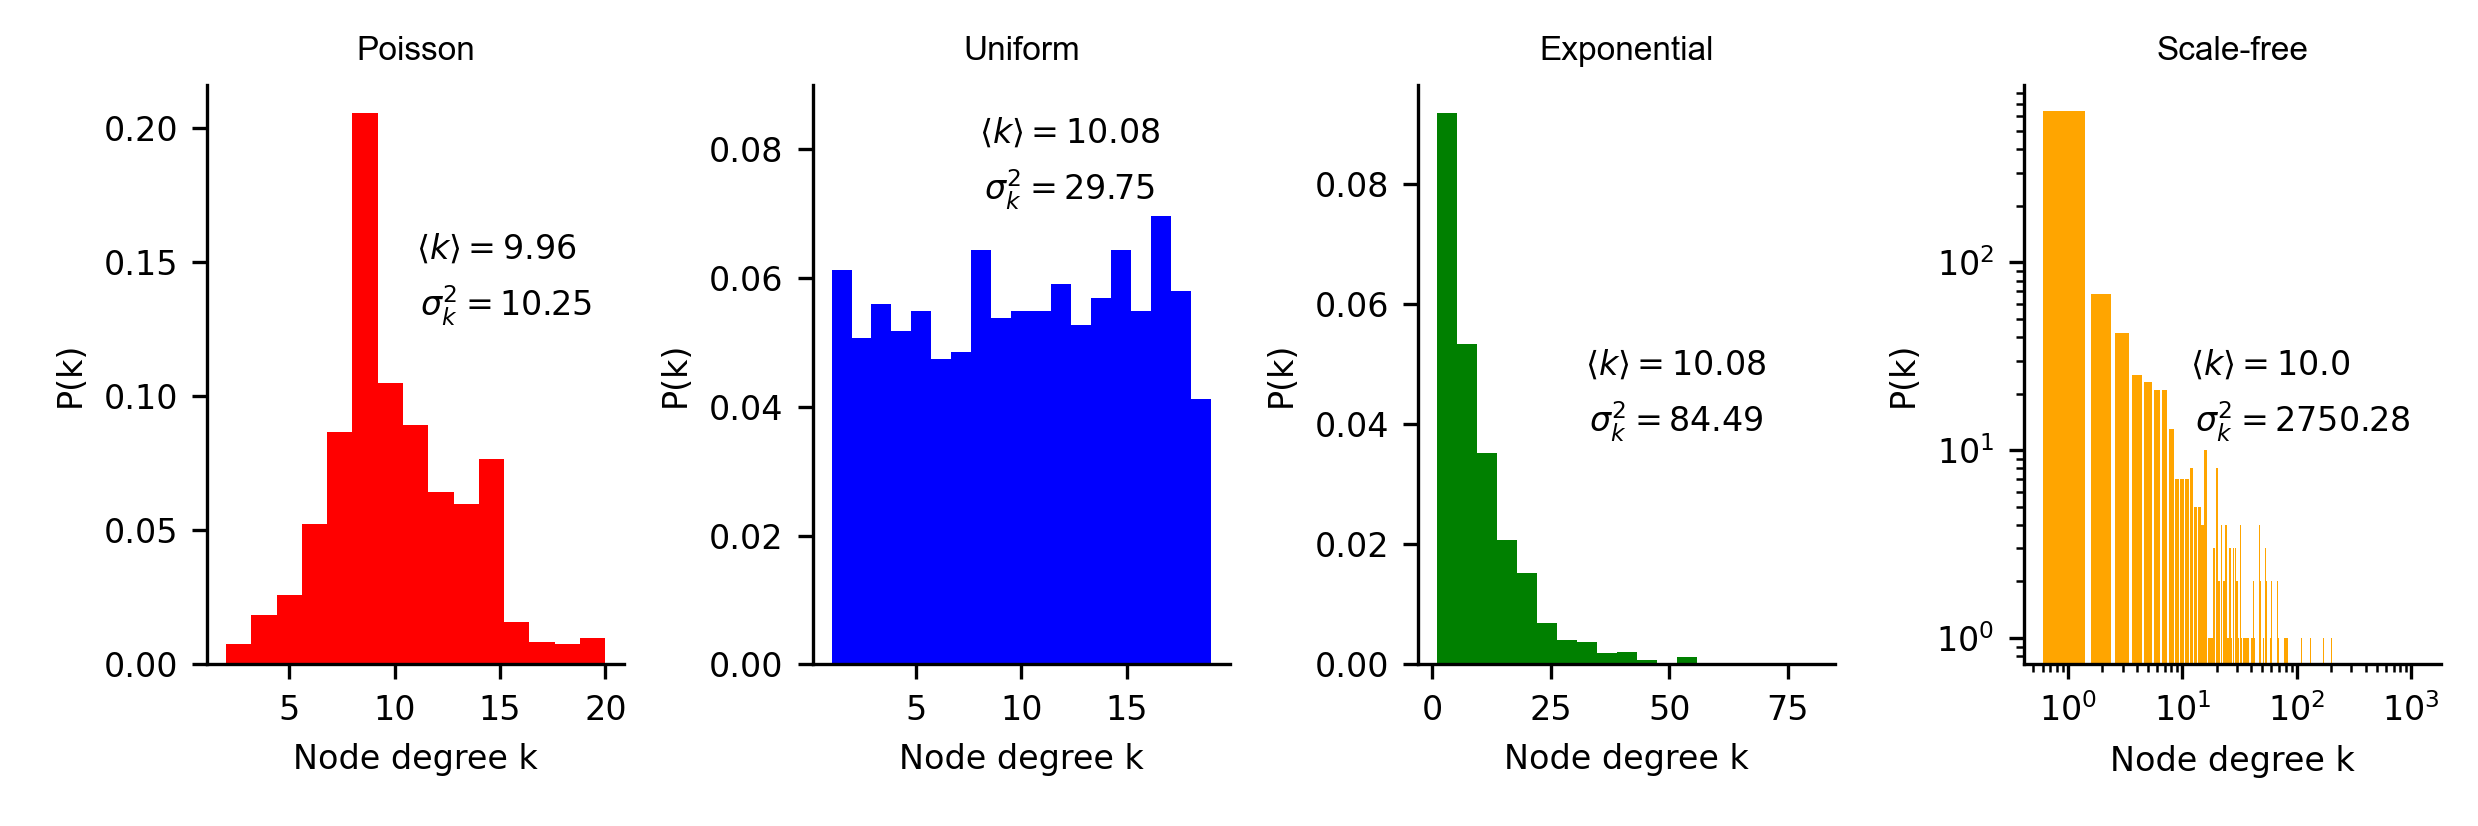 Poisson
Uniform
Exponential
Scale-free
P(k)
0.20
0.15
0.10
0.05
0.00
⟨k⟩ = 9.96
σ²ₖ = 10.25
5 10 15 20
Node degree k
P(k)
0.08
0.06
0.04
0.02
0.00
⟨k⟩ = 10.08
σ²ₖ = 29.75
5 10 15
Node degree k
P(k)
0.08
0.06
0.04
0.02
0.00
⟨k⟩ = 10.08
σ²ₖ = 84.49
0 25 50 75
Node degree k
P(k)
10²
10¹
10⁰
⟨k⟩ = 10.0
σ²ₖ = 2750.28
10⁰ 10¹ 10² 10³
Node degree k